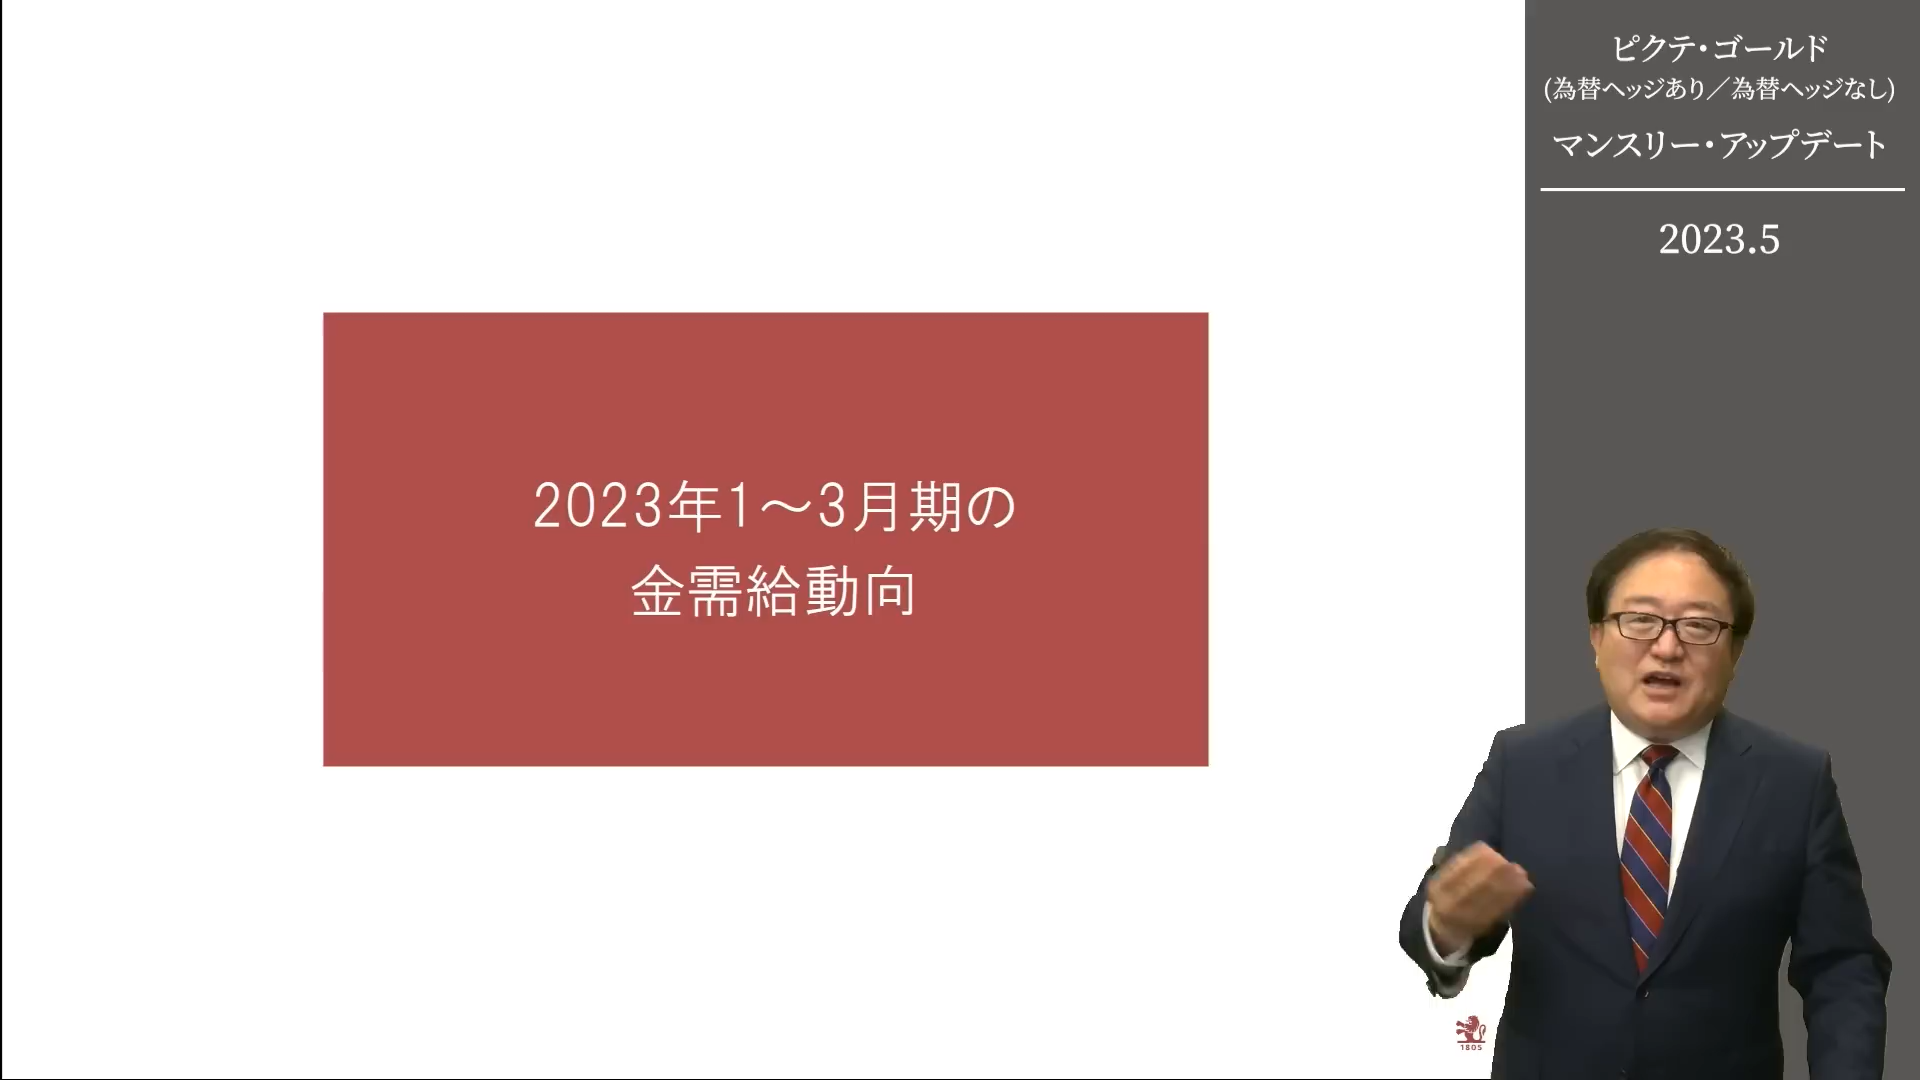 2023年1～3月期の
金需給動向
ピクテ・ゴールド
(為替ヘッジあり／為替ヘッジなし)
マンスリー・アップデート
2023.5
1805